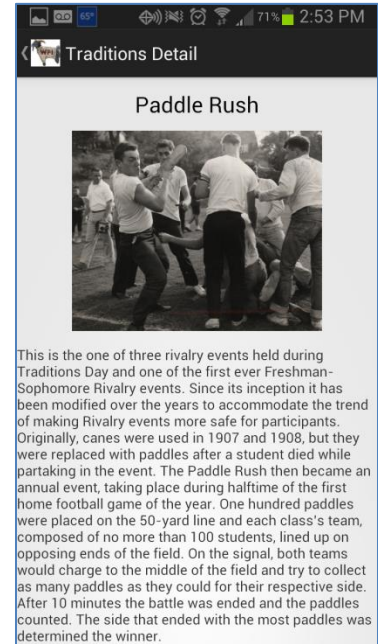 65°
71% 2:53 PM
WPI Traditions Detail
Paddle Rush
This is the one of three rivalry events held during
Traditions Day and one of the first ever Freshman-
Sophomore Rivalry events. Since its inception it has
been modified over the years to accommodate the trend
of making Rivalry events more safe for participants.
Originally, canes were used in 1907 and 1908, but they
were replaced with paddles after a student died while
partaking in the event. The Paddle Rush then became an
annual event, taking place during halftime of the first
home football game of the year. One hundred paddles
were placed on the 50-yard line and each class's team,
composed of no more than 100 students, lined up on
opposing ends of the field. On the signal, both teams
would charge to the middle of the field and try to collect
as many paddles as they could for their respective side.
After 10 minutes the battle was ended and the paddles
counted. The side that ended with the most paddles was
determined the winner.